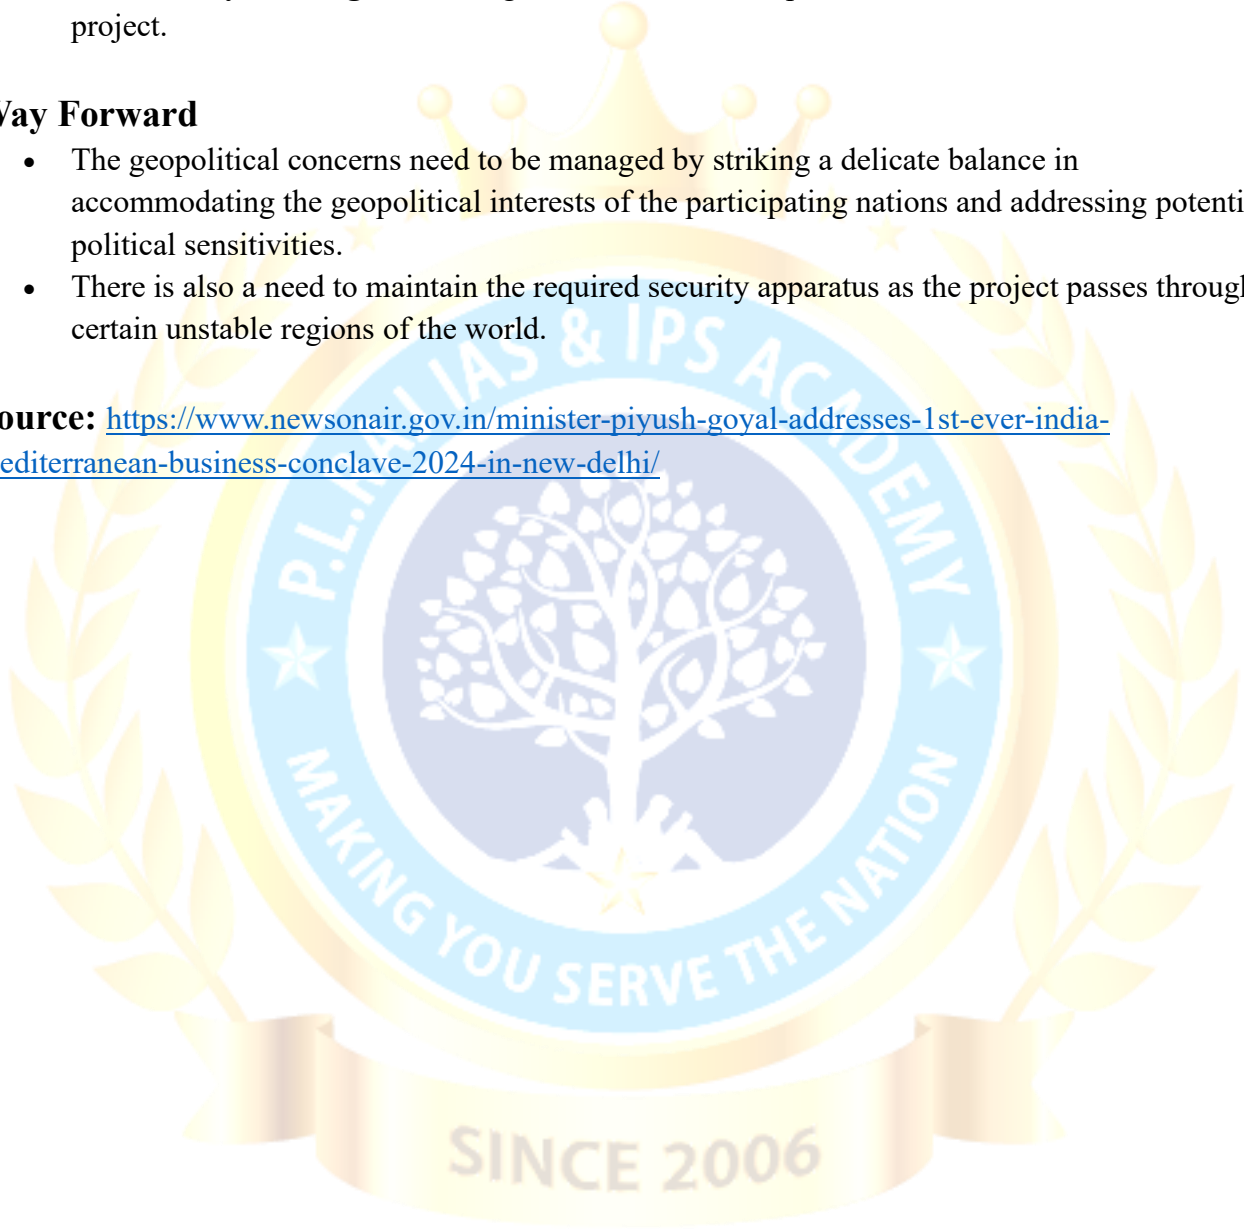 project.
Way Forward
• The geopolitical concerns need to be managed by striking a delicate balance in
accommodating the geopolitical interests of the participating nations and addressing potenti
political sensitivities.
• There is also a need to maintain the required security apparatus as the project passes through
certain unstable regions of the world.
ource: https://www.newsonair.gov.in/minister-piyush-goyal-addresses-1st-ever-india-
editerranean-business-conclave-2024-in-new-delhi/
P.L.RAJ IAS & IPS ACADEMY
MAKING YOU SERVE THE NATION
SINCE 2006